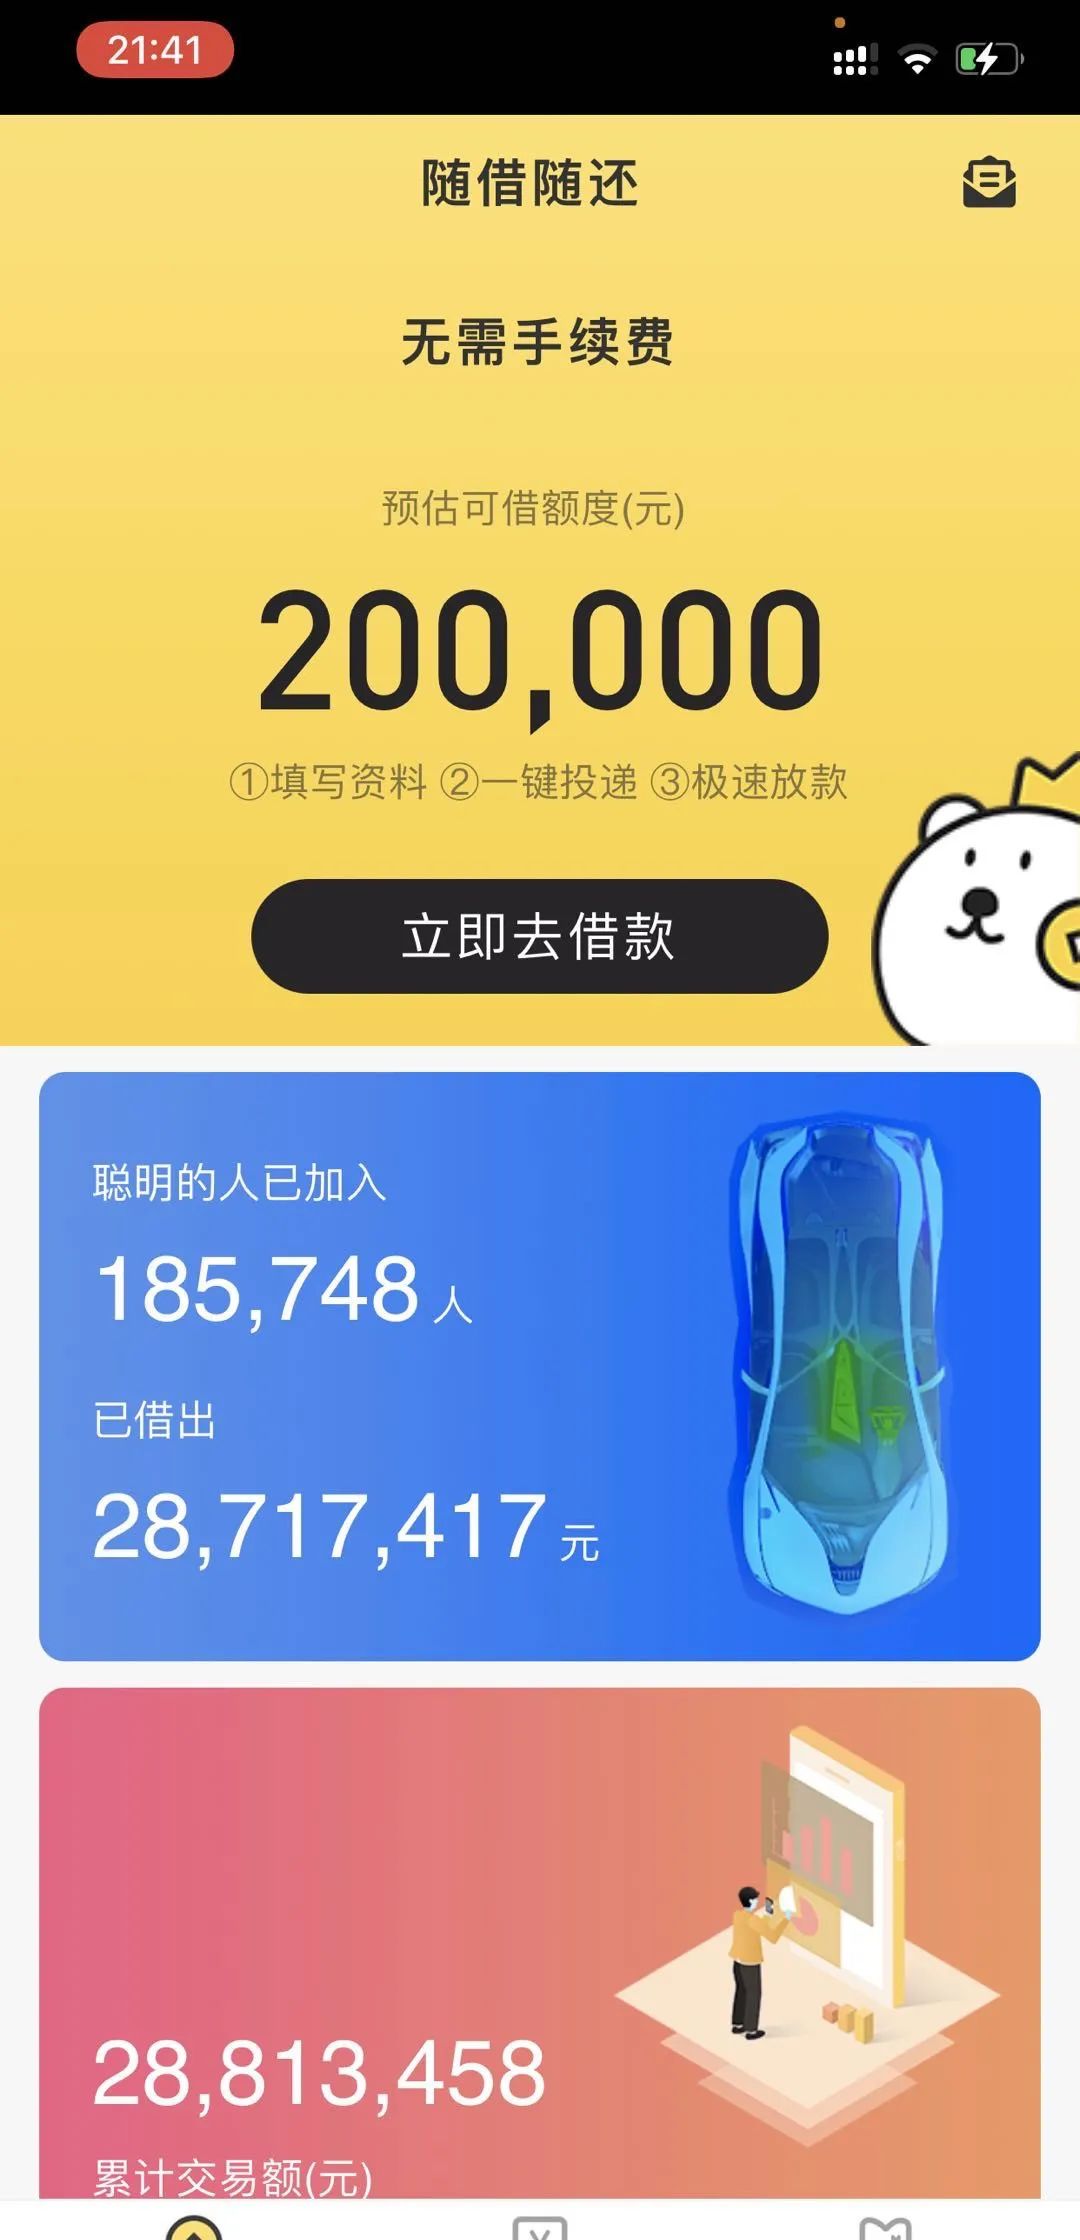 21:41
随借随还
无需手续费
预估可借额度(元)
200,000
①填写资料 ②一键投递 ③极速放款
立即去借款
聪明的人已加入
185,748人
已借出
28,717,417元
28,813,458
累计交易额(元)